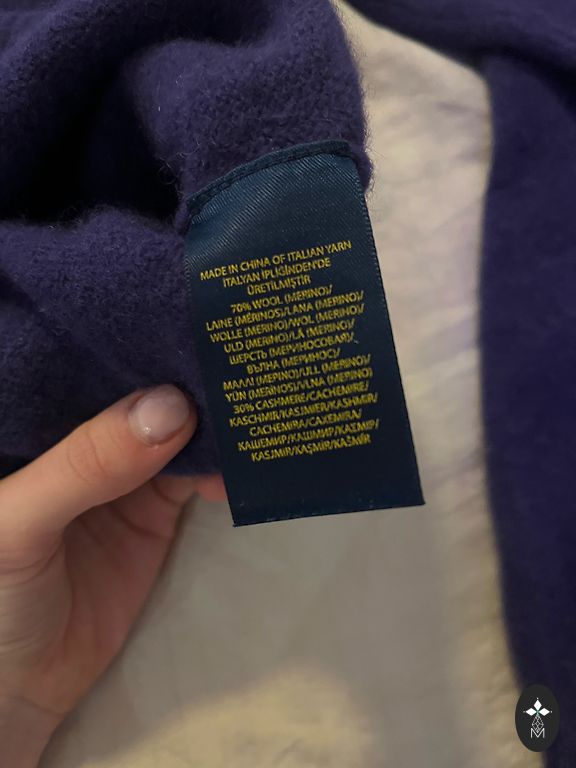 MADE IN CHINA OF ITALIAN YARN
İTALYAN İPLİĞİNDEN'DE
ÜRETİLMİŞTİR
70% WOOL (MERINO)/
LAINE (MÉRINOS)/LANA (MERINO)/
WOLLE (MERINO)/WOL (MERINO)/
ULD (MERINO)/LÃ (MERINO)/
ШЕРСТЬ (МЕРИНОСОВАЯ)/
ВЪЛНА (МЕРИНОС)/
ΜΑΛΛΙ (ΜΕΡΙΝΟ)/ULL (MERINO)/
YÜN (MERİNOS)/VLNA (MERINO)
30% CASHMERE/CACHEMIRE/
KASCHMIR/KASJMIER/KASHMIR/
CACHEMIRA/CAXEMIRA/
КАШЕМИР/КАШМИР/ΚΑΣΜΙΡ/
KASJMIR/KAŞMİR/KAŠMÍR
M